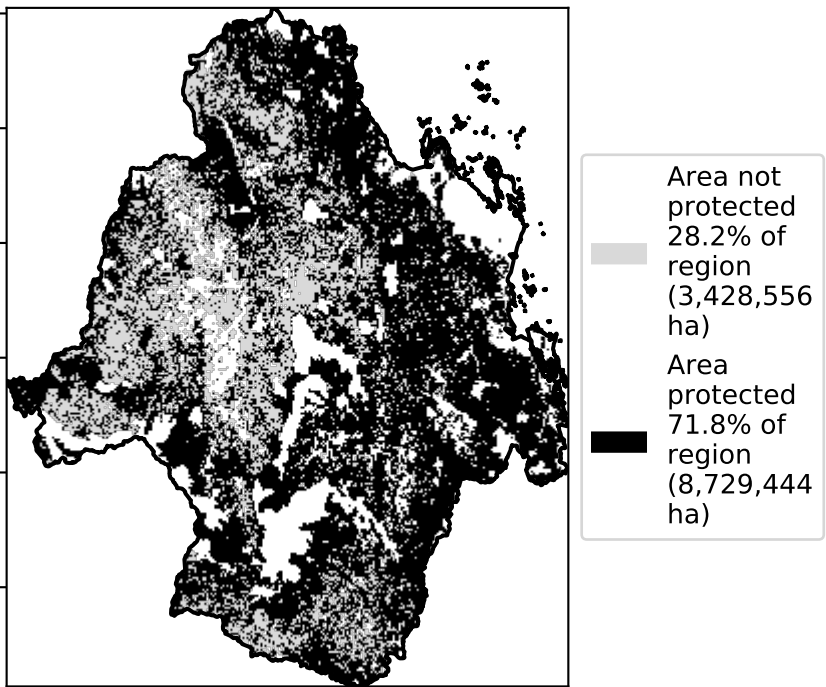 Area not
protected
28.2% of
region
(3,428,556
ha)
Area
protected
71.8% of
region
(8,729,444
ha)